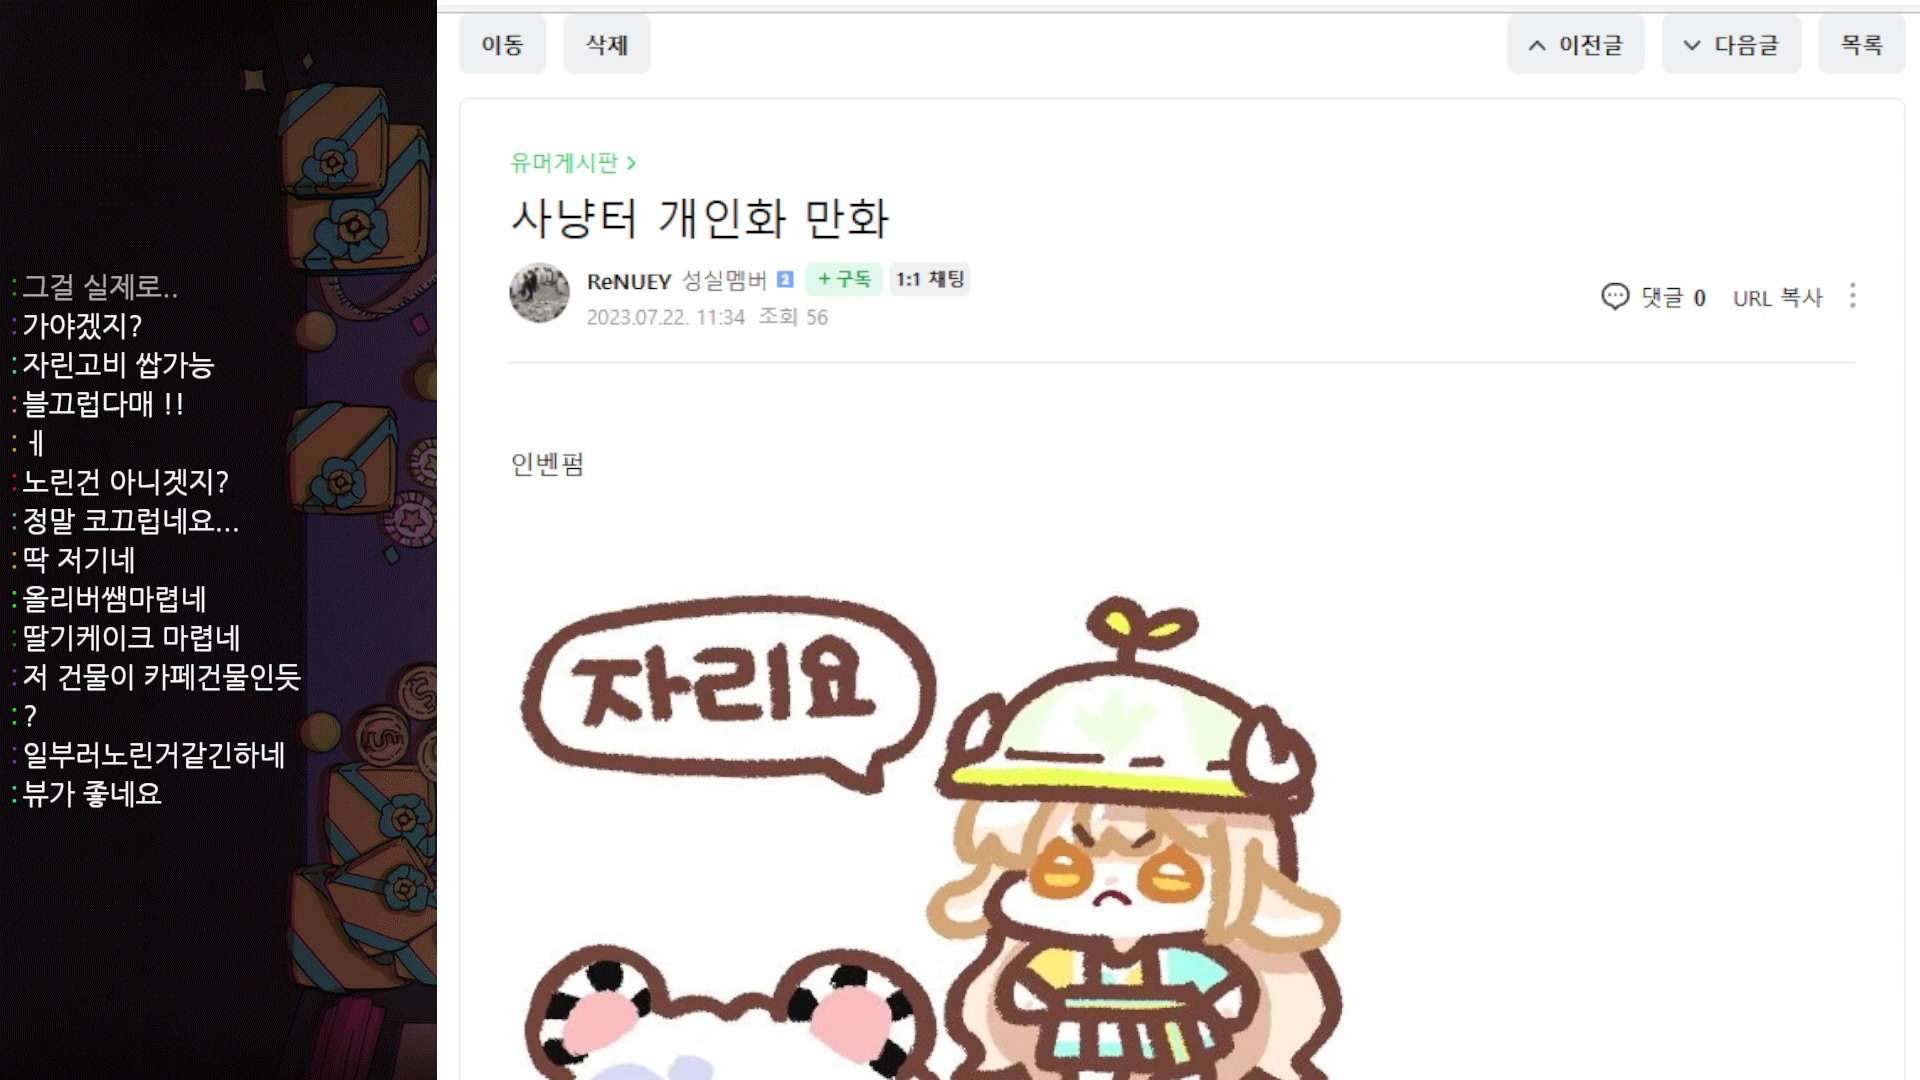 이동
삭제
이전글
다음글
목록
:그걸 실제로..
:가야겠지?
:자린고비 쌉가능
:블끄럽다매 !!
:ㅔ
:노린건 아니겟지?
:정말 코끄럽네요...
:딱 저기네
:올리버쌤마렵네
:딸기케이크 마렵네
:저 건물이 카페건물인듯
:?
:일부러노린거같긴하네
:뷰가 좋네요
유머게시판 >
사냥터 개인화 만화
ReNUEY 성실멤버 2 +구독 1:1 채팅
2023.07.22. 11:34 조회 56
댓글 0 URL 복사
인벤펌
자리요